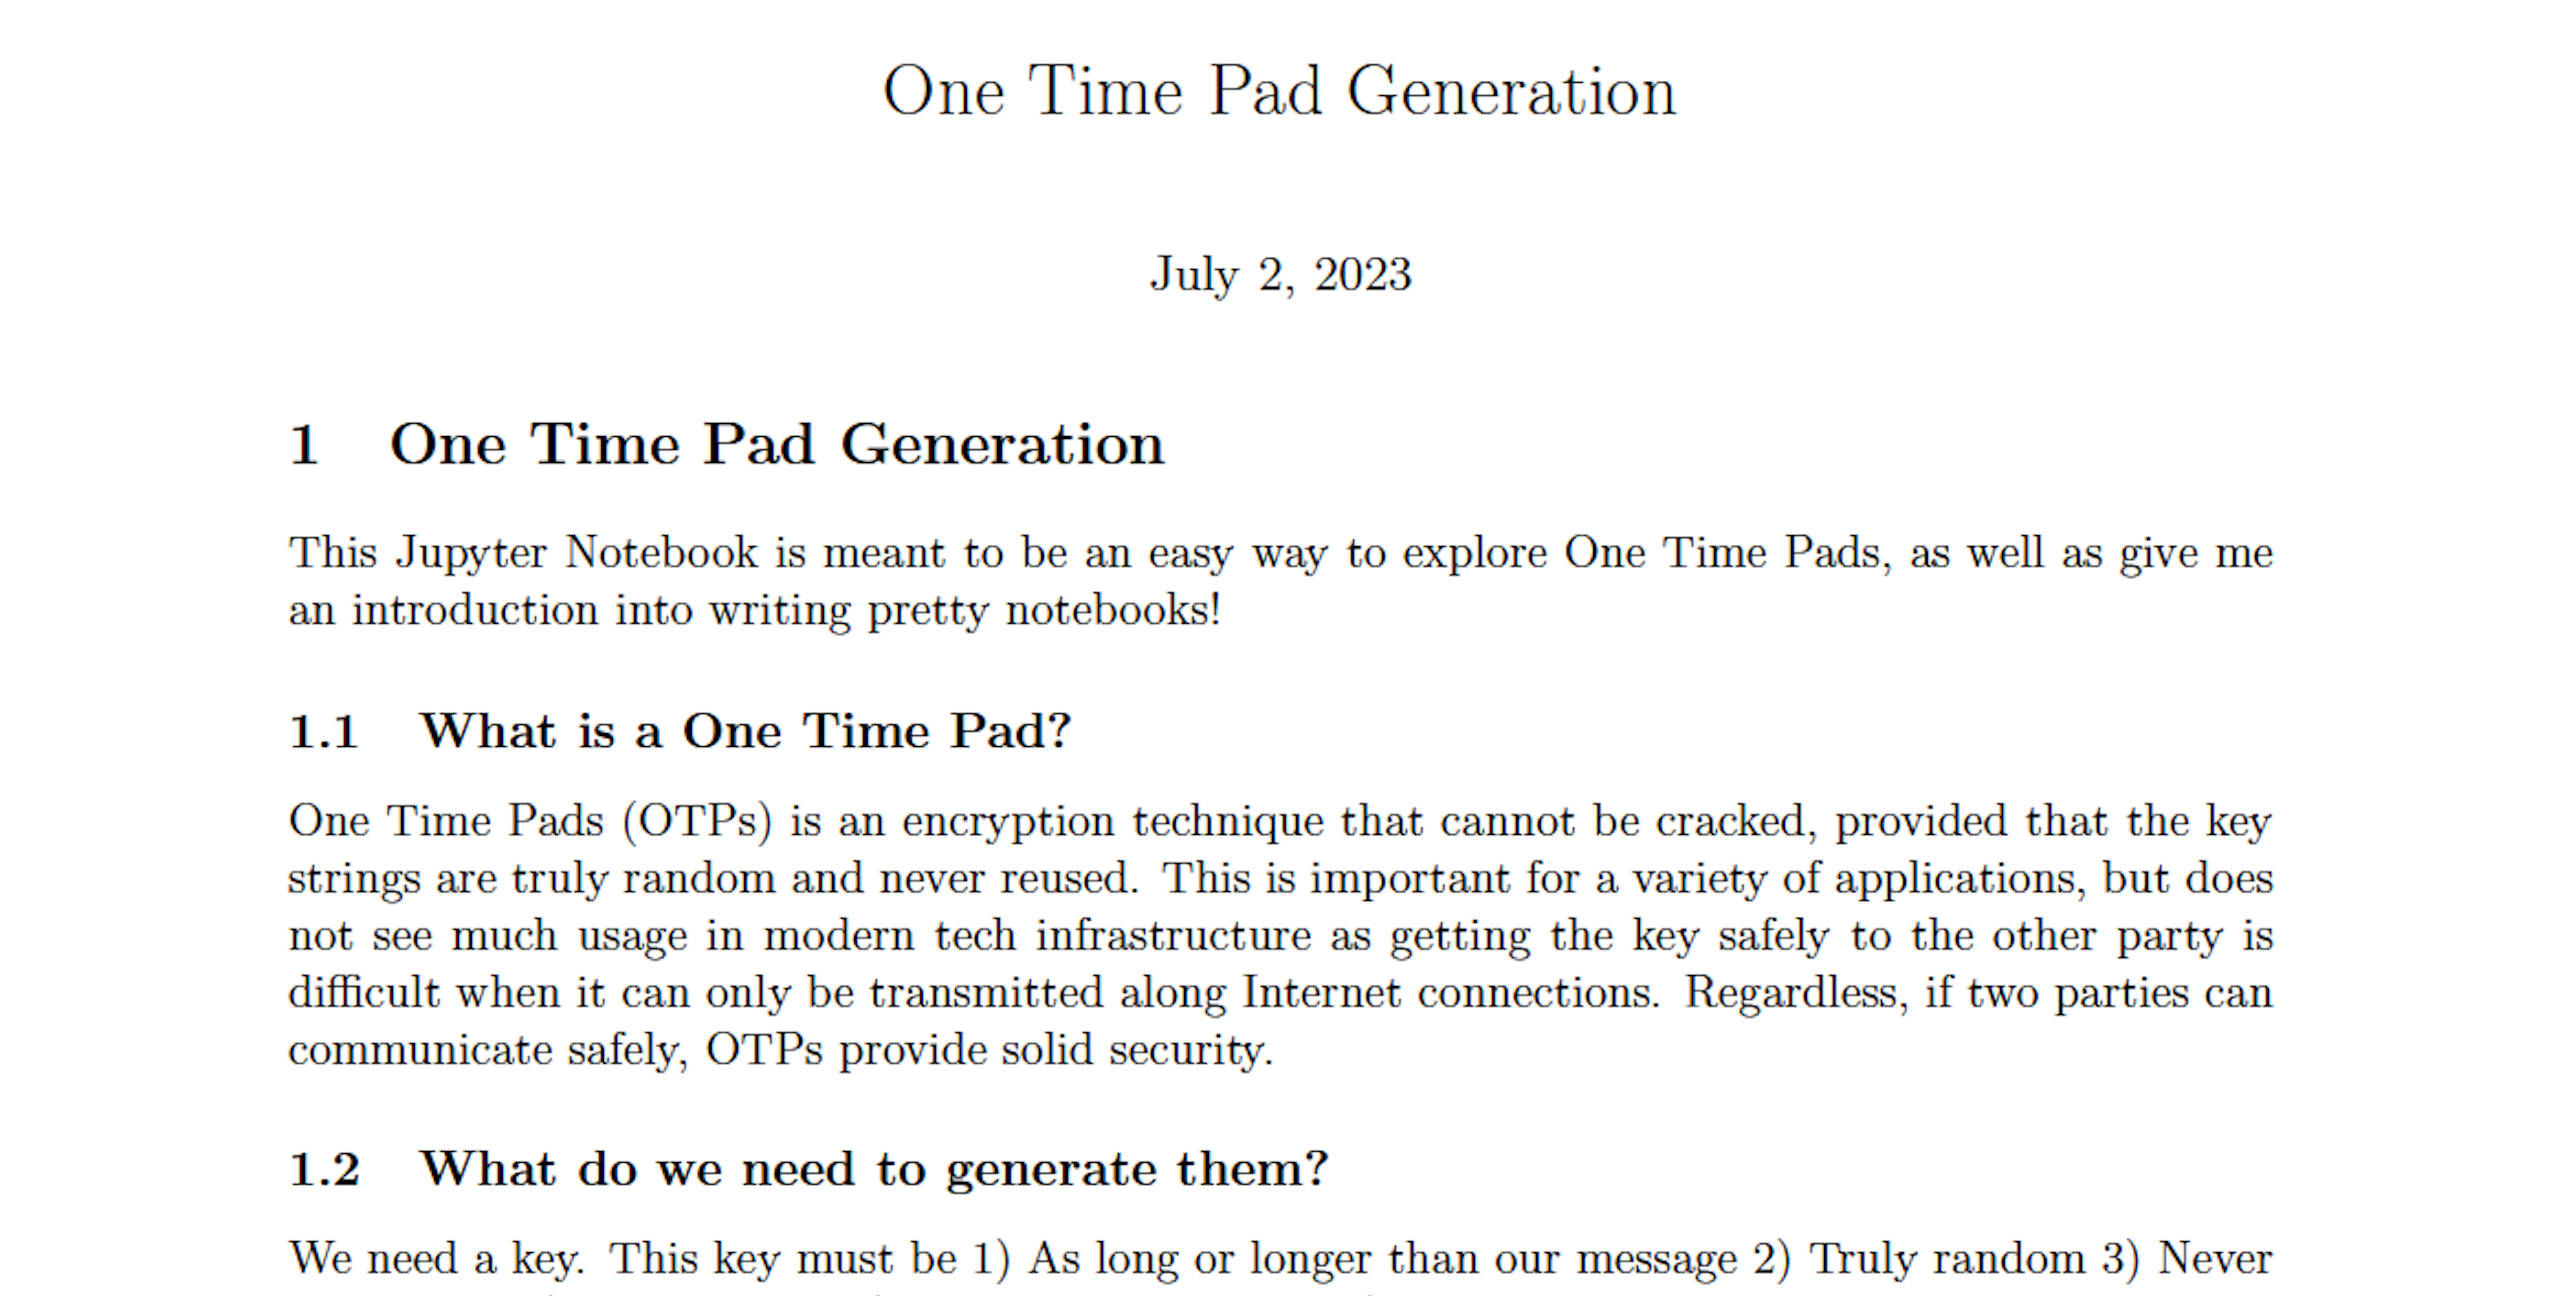 One Time Pad Generation
July 2, 2023
1 One Time Pad Generation
This Jupyter Notebook is meant to be an easy way to explore One Time Pads, as well as give me
an introduction into writing pretty notebooks!
1.1 What is a One Time Pad?
One Time Pads (OTPs) is an encryption technique that cannot be cracked, provided that the key
strings are truly random and never reused. This is important for a variety of applications, but does
not see much usage in modern tech infrastructure as getting the key safely to the other party is
difficult when it can only be transmitted along Internet connections. Regardless, if two parties can
communicate safely, OTPs provide solid security.
1.2 What do we need to generate them?
We need a key. This key must be 1) As long or longer than our message 2) Truly random 3) Never